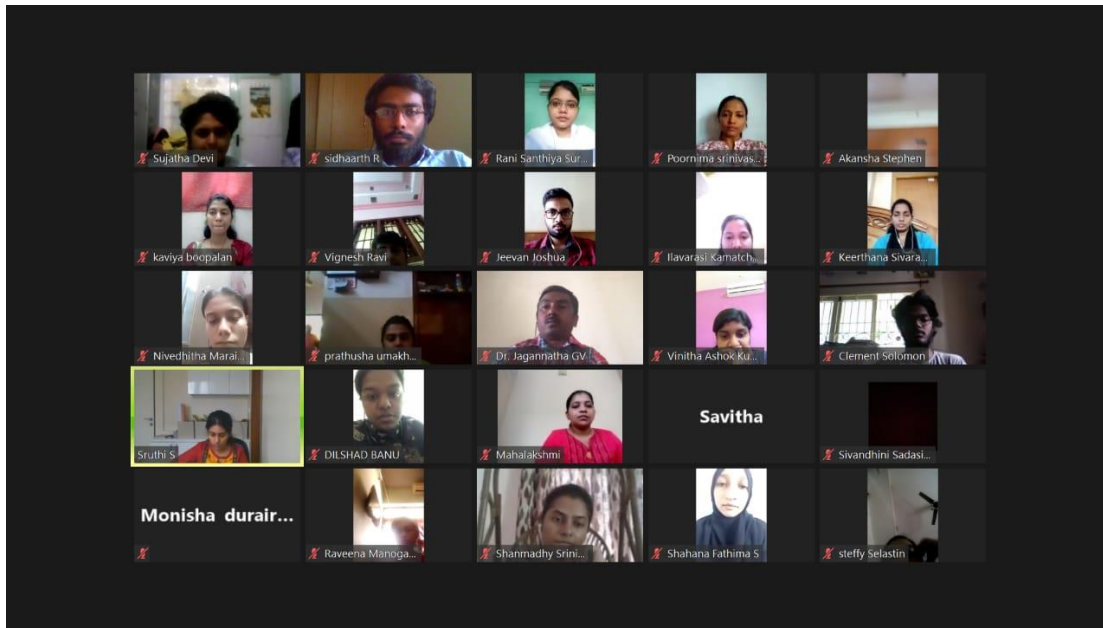 Sujatha Devi
sidhaarth R
Rani Santhiya Sur...
Poornima srinivas...
Akansha Stephen
kaviya boopalan
Vignesh Ravi
Jeevan Joshua
Ilavarasi Kamatch...
Keerthana Sivara...
Nivedhitha Marai...
prathusha umakh...
Dr. Jagannatha GV
Vinitha Ashok Ku...
Clement Solomon
Sruthi S
DILSHAD BANU
Mahalakshmi
Savitha
Sivandhini Sadasi...
Monisha durair...
Raveena Manoga...
Shanmadhy Srini...
Shahana Fathima S
steffy Selastin